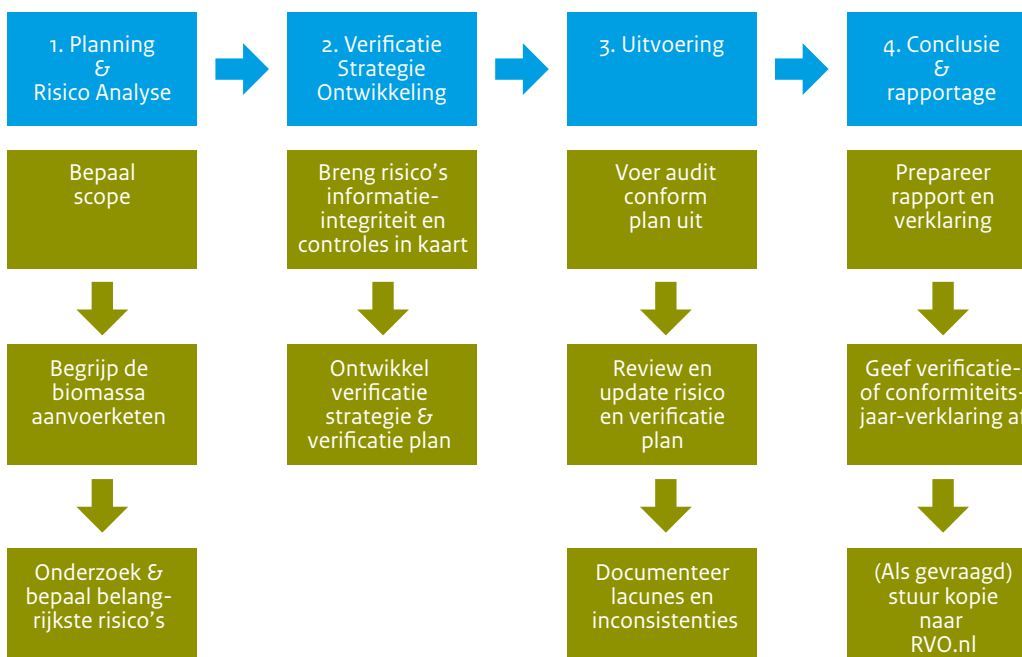 1. Planning
&
Risico Analyse
2. Verificatie
Strategie
Ontwikkeling
3. Uitvoering
4. Conclusie
&
rapportage
Bepaal
scope
Breng risico's
informatie-
integriteit en
controles in kaart
Voer audit
conform
plan uit
Prepareer
rapport en
verklaring
Begrijp de
biomassa
aanvoerketen
Ontwikkel
verificatie
strategie &
verificatie plan
Review en
update risico
en verificatie
plan
Geef verificatie-
of conformiteits-
jaar-verklaring af
Onderzoek &
bepaal belang-
rijkste risico's
Documenteer
lacunes en
inconsistenties
(Als gevraagd)
stuur kopie
naar
RVO.nl